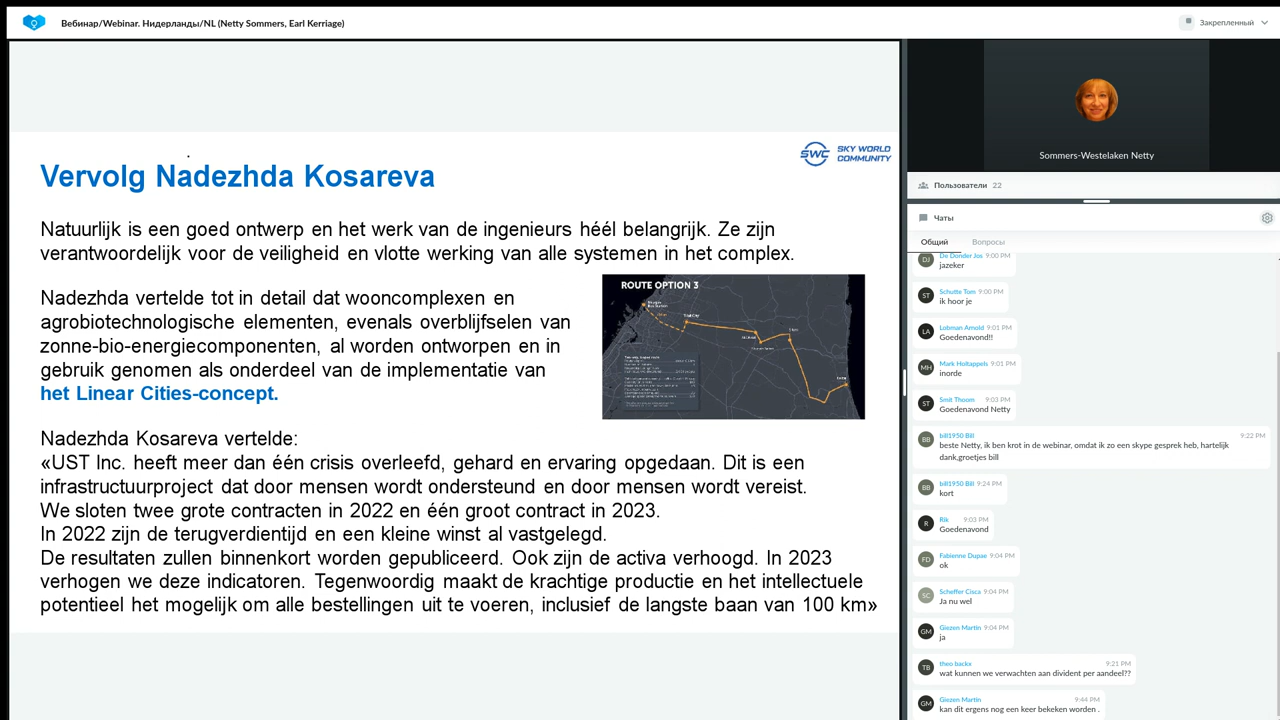 Вебинар/Webinar. Нидерланды/NL (Netty Sommers, Earl Kerriage)
Закрепленный
SWC SKY WORLD
COMMUNITY
Vervolg Nadezhda Kosareva
Natuurlijk is een goed ontwerp en het werk van de ingenieurs héél belangrijk. Ze zijn
verantwoordelijk voor de veiligheid en vlotte werking van alle systemen in het complex.
Nadezhda vertelde tot in detail dat wooncomplexen en
agrobiotechnologische elementen, evenals overblijfselen van
zonne-bio-energiecomponenten, al worden ontworpen en in
gebruik genomen als onderdeel van de implementatie van
het Linear Cities-concept.
ROUTE OPTION 3
Nadezhda Kosareva vertelde:
«UST Inc. heeft meer dan één crisis overleefd, gehard en ervaring opgedaan. Dit is een
infrastructuurproject dat door mensen wordt ondersteund en door mensen wordt vereist.
We sloten twee grote contracten in 2022 en één groot contract in 2023.
In 2022 zijn de terugverdientijd en een kleine winst al vastgelegd.
De resultaten zullen binnenkort worden gepubliceerd. Ook zijn de activa verhoogd. In 2023
verhogen we deze indicatoren. Tegenwoordig maakt de krachtige productie en het intellectuele
potentieel het mogelijk om alle bestellingen uit te voeren, inclusief de langste baan van 100 km»
Sommers-Westelaken Netty
Пользователи 22
Чаты
Общий Вопросы
DJ De Donder Jos 9:00 PM
jazeker
ST Schutte Tom 9:00 PM
ik hoor je
LA Lobman Arnold 9:01 PM
Goedenavond!!
MH Mark Holtappels 9:01 PM
inorde
ST Smit Thoom 9:03 PM
Goedenavond Netty
BB bill1950 Bill 9:22 PM
beste Netty, ik ben krot in de webinar, omdat ik zo een skype gesprek heb, hartelijk
dank,groetjes bill
BB bill1950 Bill 9:24 PM
kort
R Rik 9:03 PM
Goedenavond
FD Fabienne Dupae 9:04 PM
ok
SC Scheffer Cisca 9:04 PM
Ja nu wel
GM Giezen Martin 9:04 PM
ja
TB theo backx 9:21 PM
wat kunnen we verwachten aan divident per aandeel??
GM Giezen Martin 9:44 PM
kan dit ergens nog een keer bekeken worden .